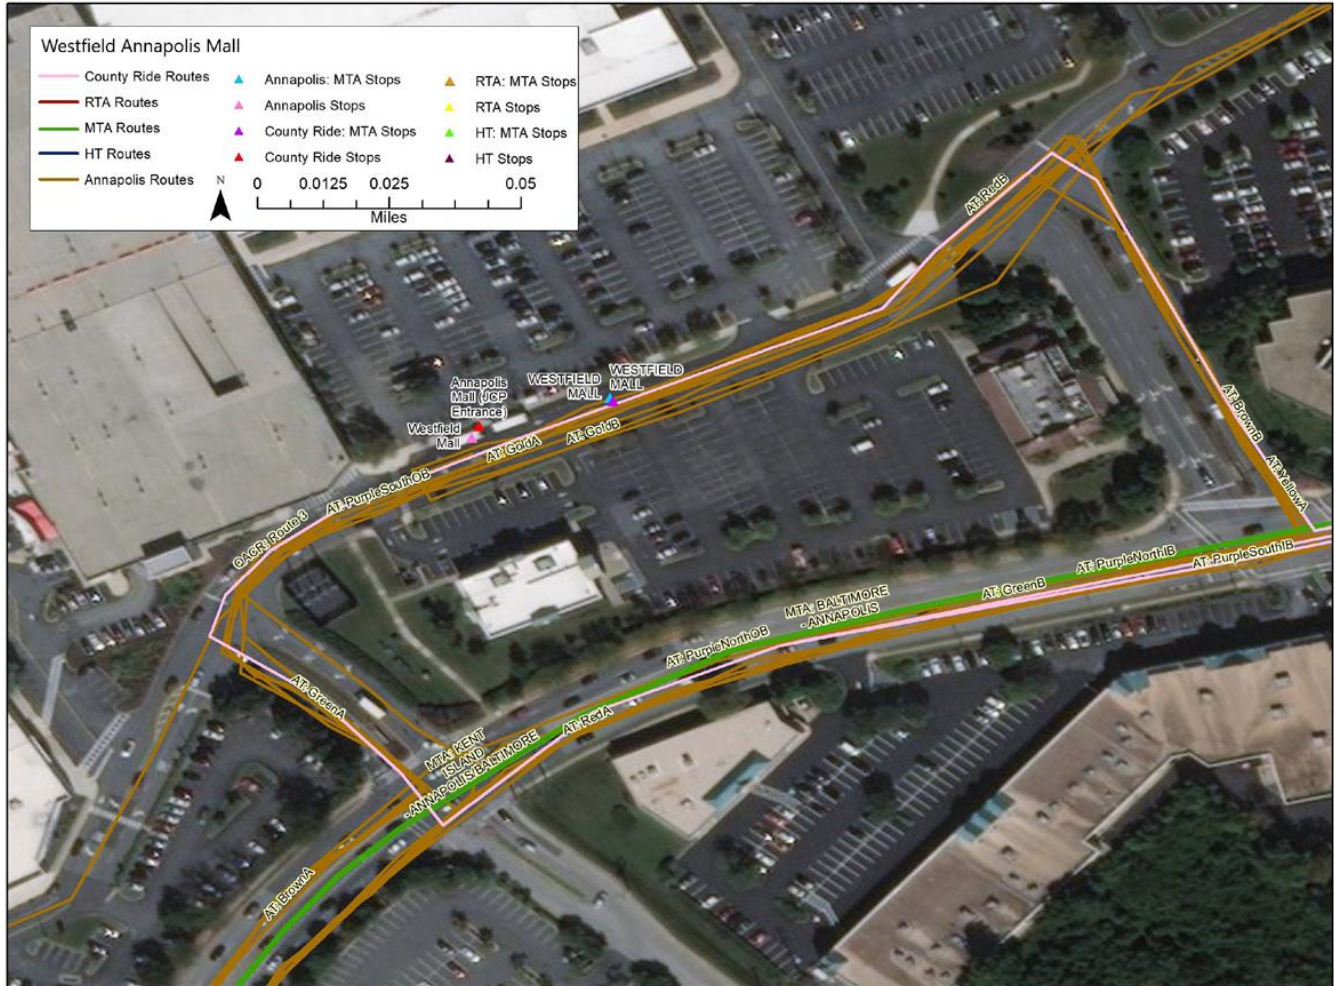 Westfield Annapolis Mall
County Ride Routes
RTA Routes
MTA Routes
HT Routes
Annapolis Routes
Annapolis: MTA Stops
Annapolis Stops
County Ride: MTA Stops
County Ride Stops
RTA: MTA Stops
RTA Stops
HT: MTA Stops
HT Stops
N
0 0.0125 0.025 0.05
Miles
AT: RedB
WESTFIELD
MALL
WESTFIELD
MALL
Annapolis
Mall (JCP
Entrance)
Westfield
Mall
AT: GoldA
AT: GoldB
AT: BrownB
AT: YellowA
AT: PurpleSouthOB
OACR: Route 3
AT: PurpleNorthIB
AT: PurpleSouthIB
AT: GreenB
MTA: BALTIMORE
- ANNAPOLIS
AT: PurpleNorthOB
AT: GreenA
AT: RedA
MTA: KENT
ISLAND
- ANNAPOLIS/BALTIMORE
AT: BrownA